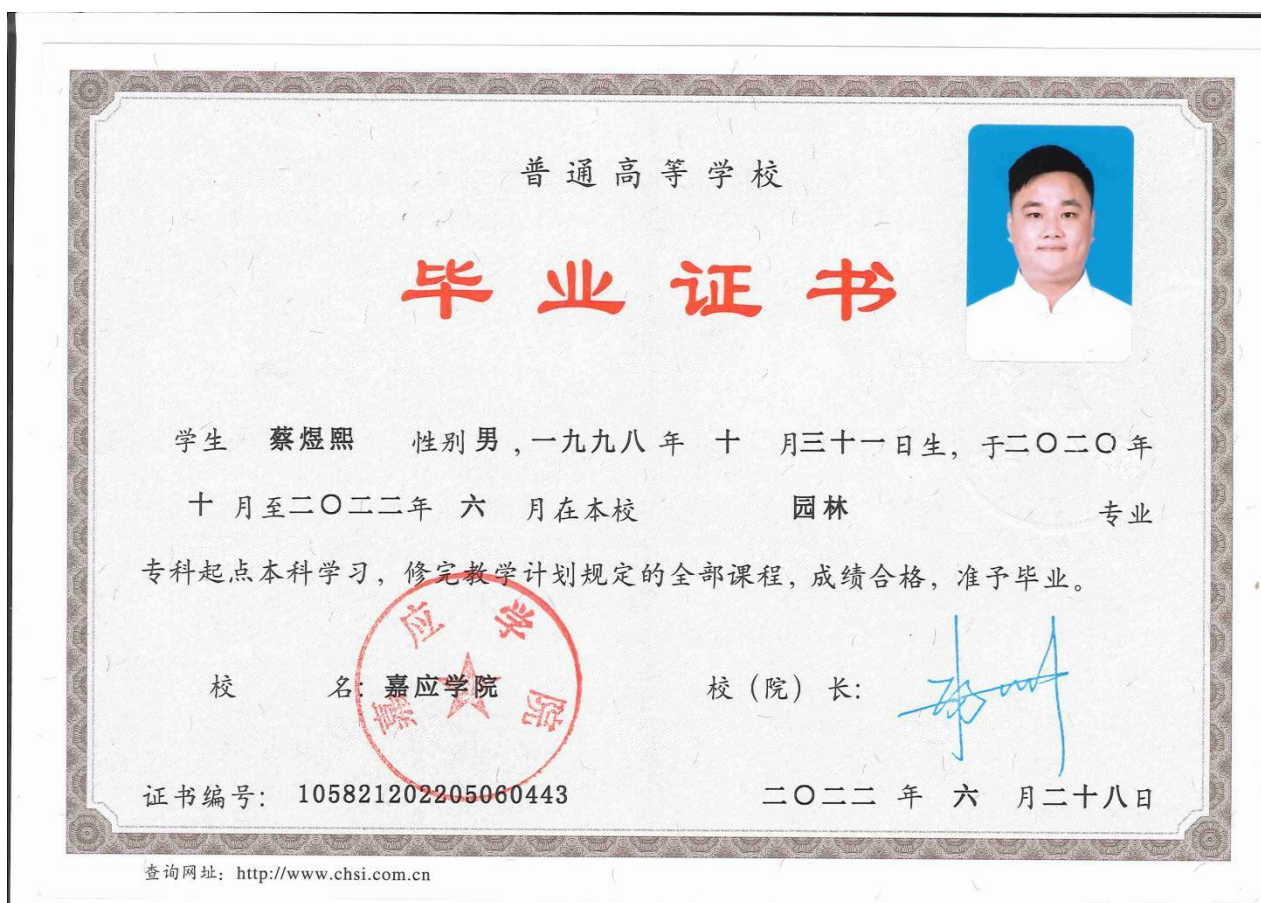 普通高等学校
毕业证书
学生 蔡煜熙 性别 男 ，一九九八 年 十 月三十一日生，于二〇二〇年
十 月至二〇二二年 六 月在本校 园林 专业
专科起点本科学习，修完教学计划规定的全部课程，成绩合格，准予毕业。
嘉应学院
校 名：嘉应学院 校（院）长：
证书编号： 105821202205060443 二〇二二 年 六 月二十八日
查询网址：http://www.chsi.com.cn